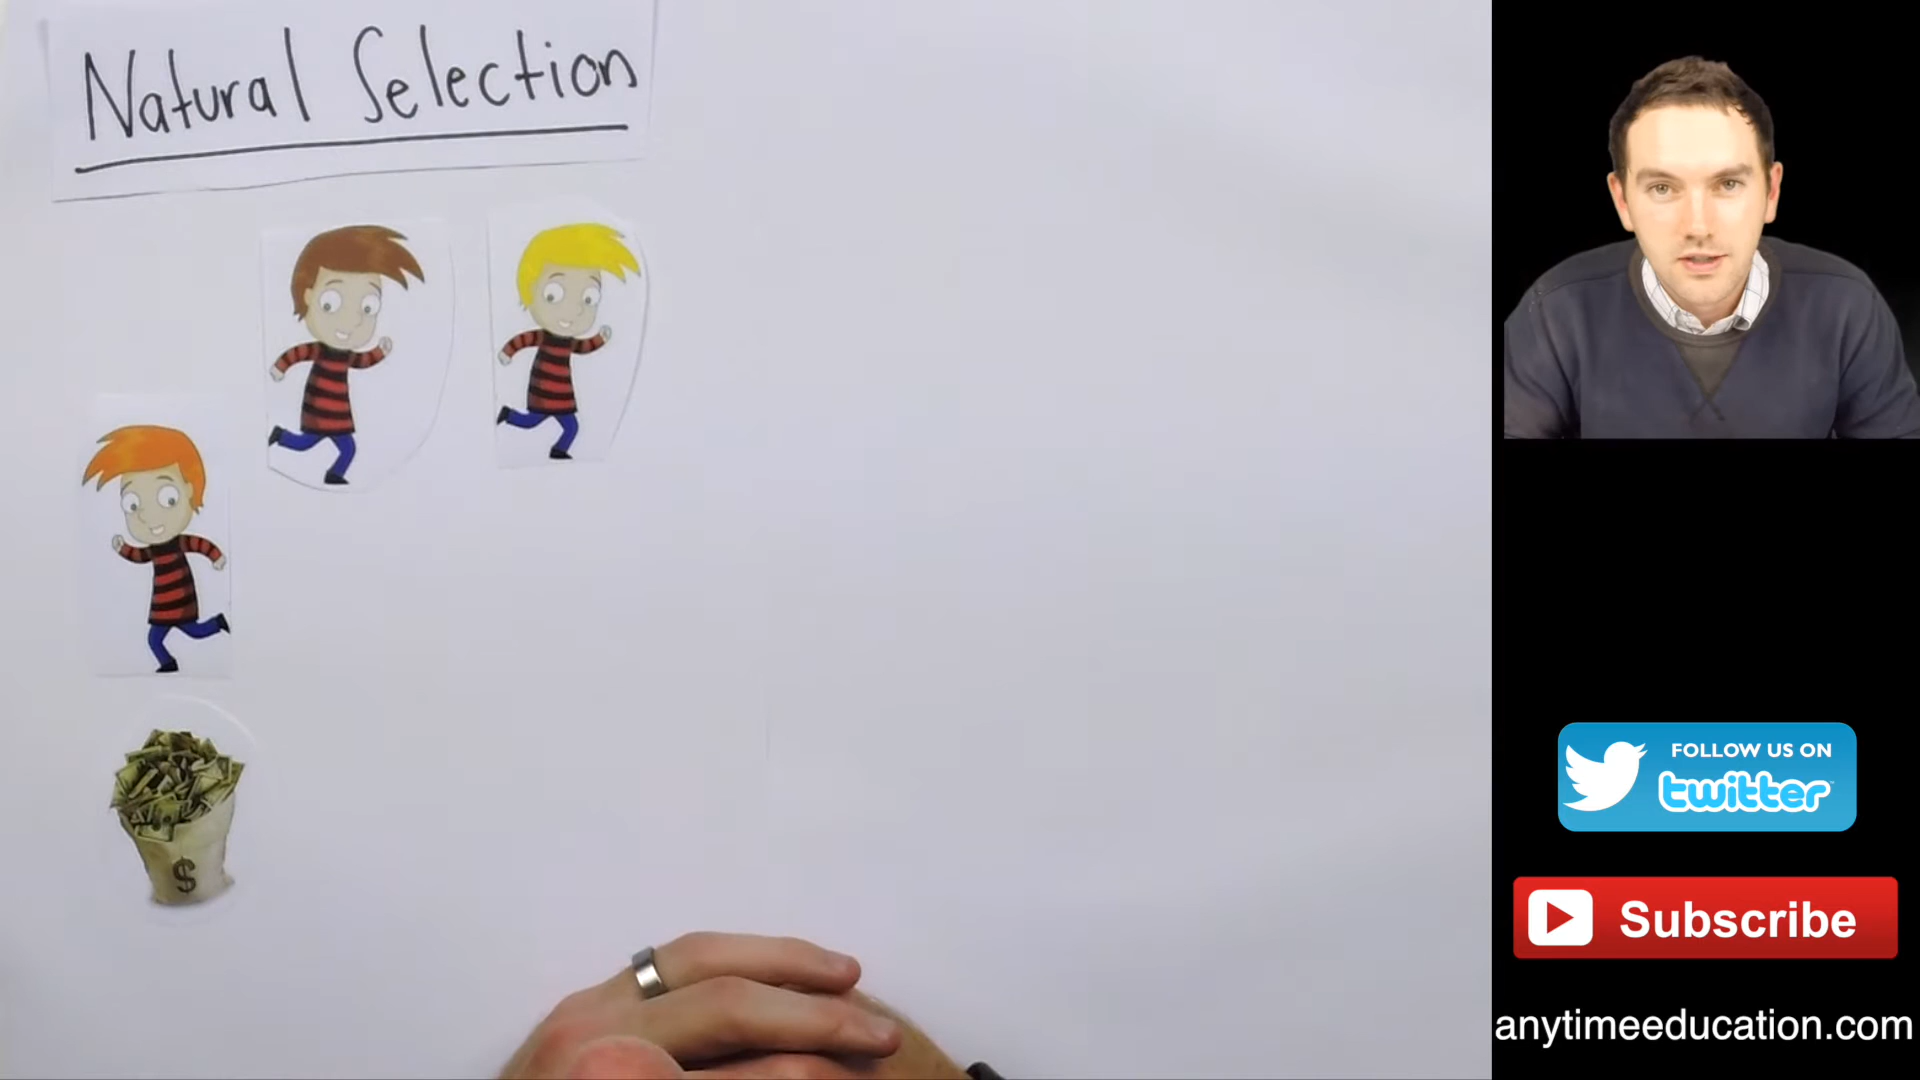 Natural Selection
$
FOLLOW US ON
twitter
Subscribe
anytimeeducation.com